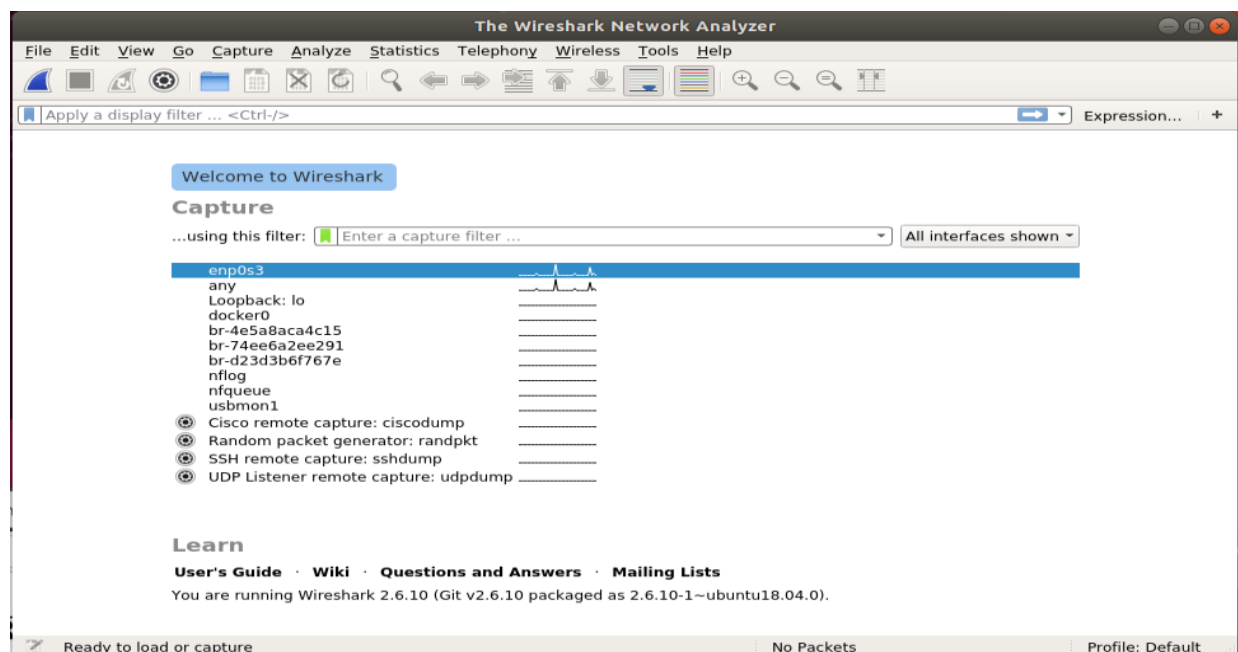 The Wireshark Network Analyzer
File Edit View Go Capture Analyze Statistics Telephony Wireless Tools Help
Apply a display filter ... <Ctrl-/> Expression... +
Welcome to Wireshark
Capture
...using this filter: Enter a capture filter ... All interfaces shown
enp0s3
any
Loopback: lo
docker0
br-4e5a8aca4c15
br-74ee6a2ee291
br-d23d3b6f767e
nflog
nfqueue
usbmon1
Cisco remote capture: ciscodump
Random packet generator: randpkt
SSH remote capture: sshdump
UDP Listener remote capture: udpdump
Learn
User's Guide · Wiki · Questions and Answers · Mailing Lists
You are running Wireshark 2.6.10 (Git v2.6.10 packaged as 2.6.10-1~ubuntu18.04.0).
Ready to load or capture No Packets Profile: Default